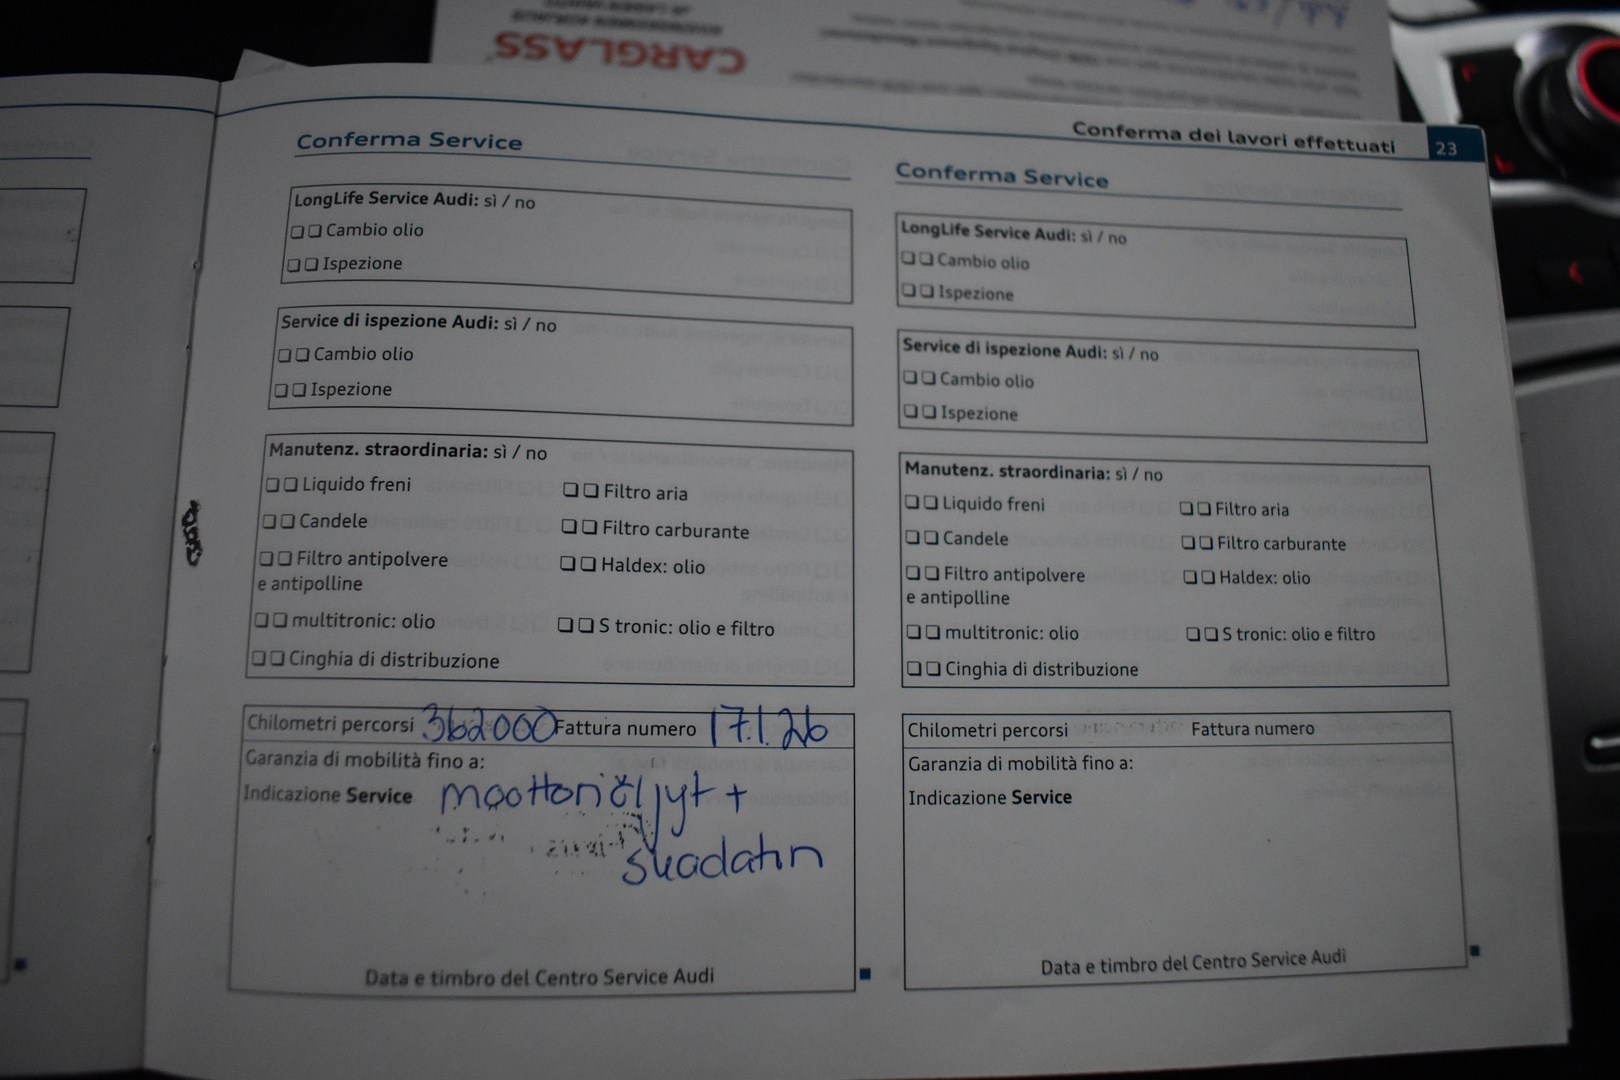 CARGLASS
Conferma dei lavori effettuati 23
Conferma Service
LongLife Service Audi: sì / no
❏ ❏ Cambio olio
❏ ❏ Ispezione
Service di ispezione Audi: sì / no
❏ ❏ Cambio olio
❏ ❏ Ispezione
Manutenz. straordinaria: sì / no
❏ ❏ Liquido freni ❏ ❏ Filtro aria
❏ ❏ Candele ❏ ❏ Filtro carburante
❏ ❏ Filtro antipolvere ❏ ❏ Haldex: olio
e antipolline
❏ ❏ multitronic: olio ❏ ❏ S tronic: olio e filtro
❏ ❏ Cinghia di distribuzione
Chilometri percorsi 362000 Fattura numero 17.1.26
Garanzia di mobilità fino a:
Indicazione Service moottoriöljyt +
suodatin
Data e timbro del Centro Service Audi
Conferma Service
LongLife Service Audi: sì / no
❏ ❏ Cambio olio
❏ ❏ Ispezione
Service di ispezione Audi: sì / no
❏ ❏ Cambio olio
❏ ❏ Ispezione
Manutenz. straordinaria: sì / no
❏ ❏ Liquido freni ❏ ❏ Filtro aria
❏ ❏ Candele ❏ ❏ Filtro carburante
❏ ❏ Filtro antipolvere ❏ ❏ Haldex: olio
e antipolline
❏ ❏ multitronic: olio ❏ ❏ S tronic: olio e filtro
❏ ❏ Cinghia di distribuzione
Chilometri percorsi Fattura numero
Garanzia di mobilità fino a:
Indicazione Service
Data e timbro del Centro Service Audi